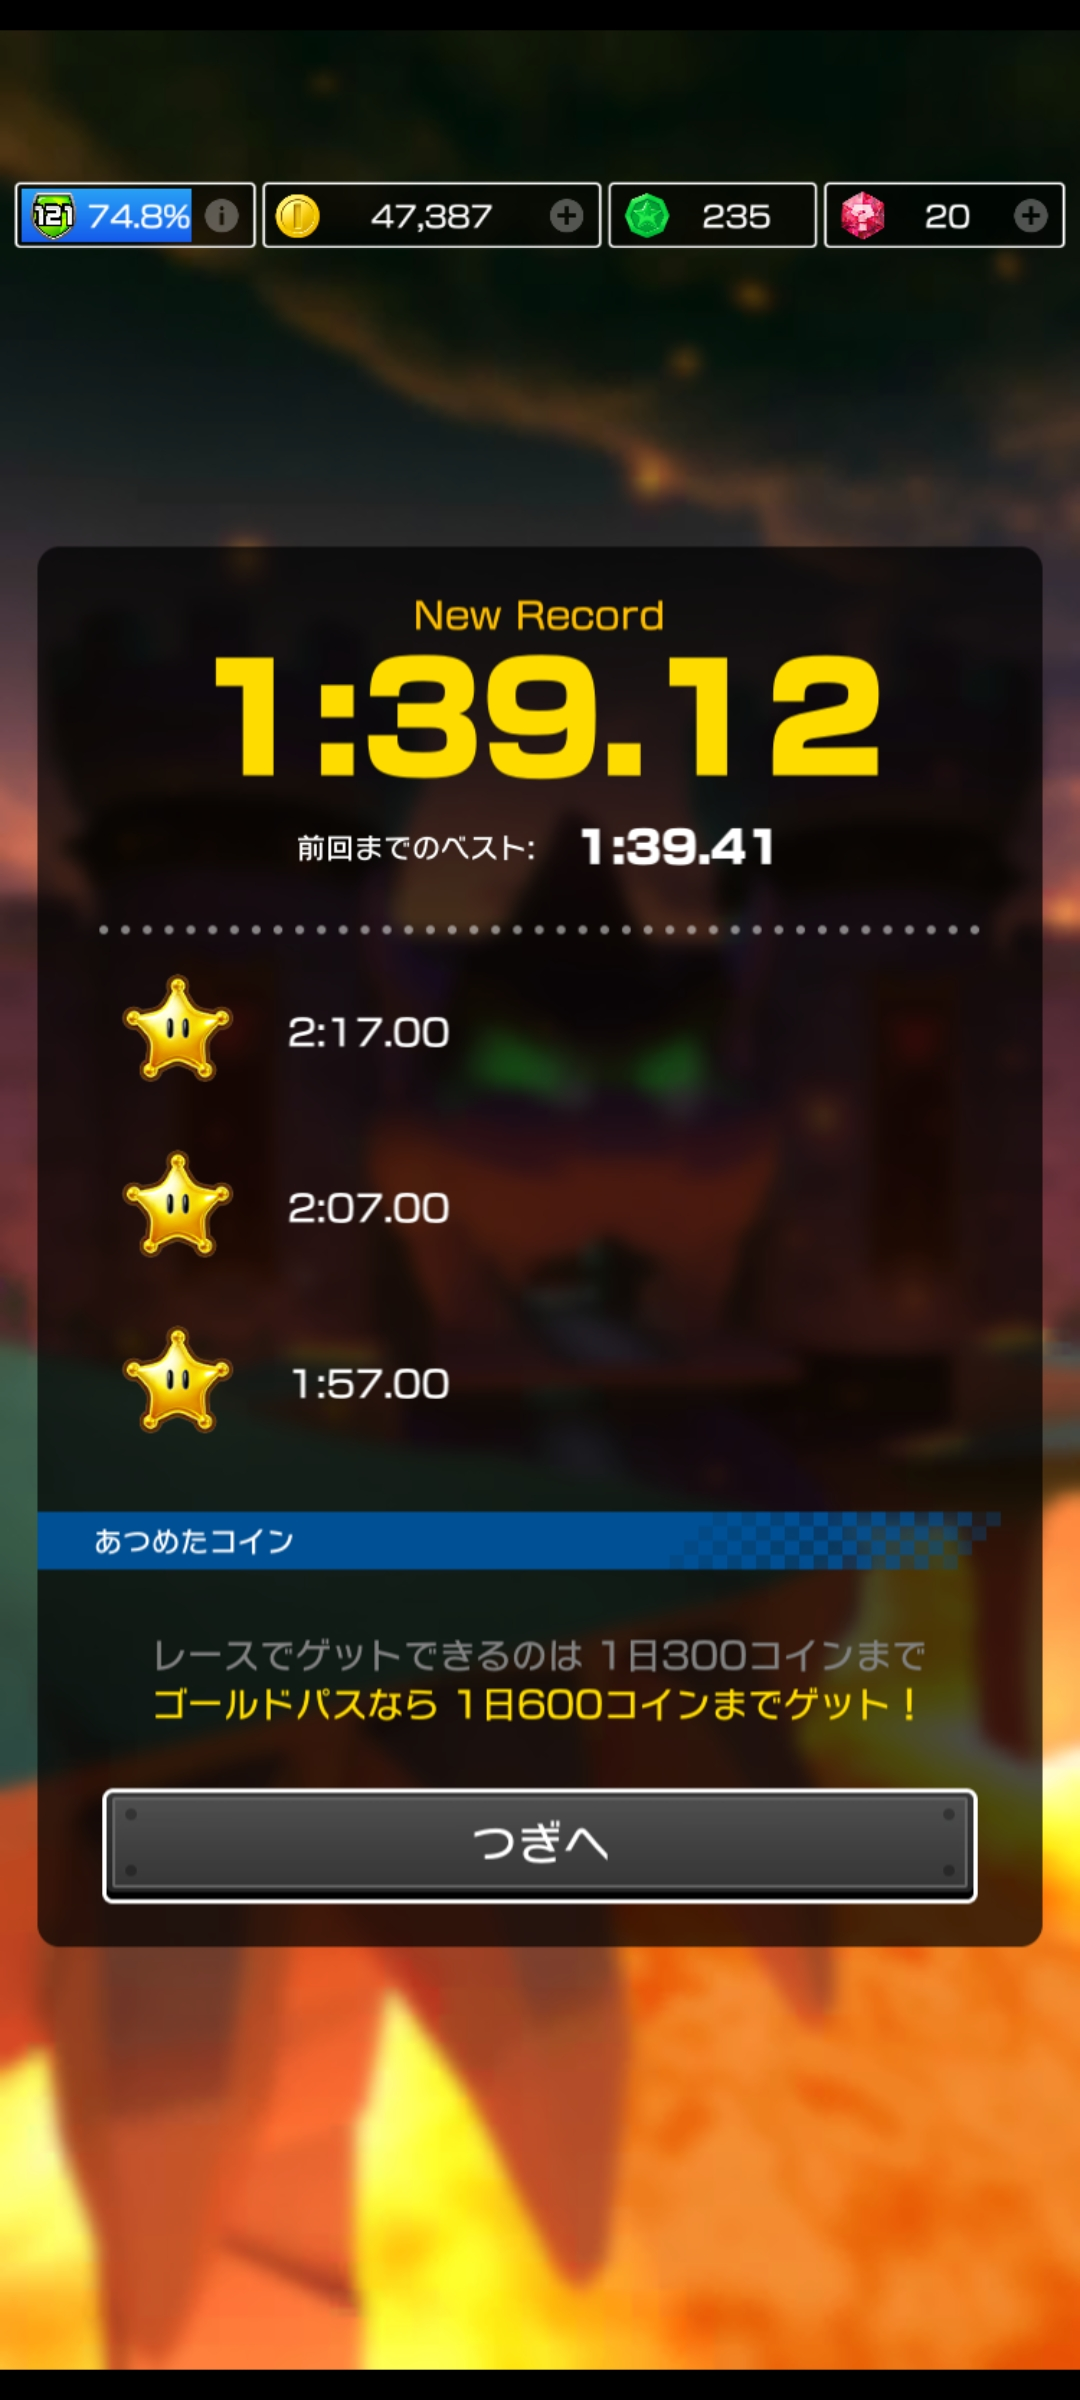 121 74.8% i 47,387 + 235 ? 20 +
New Record
1:39.12
前回までのベスト: 1:39.41
2:17.00
2:07.00
1:57.00
あつめたコイン
レースでゲットできるのは 1日300コインまで
ゴールドパスなら 1日600コインまでゲット！
つぎへ